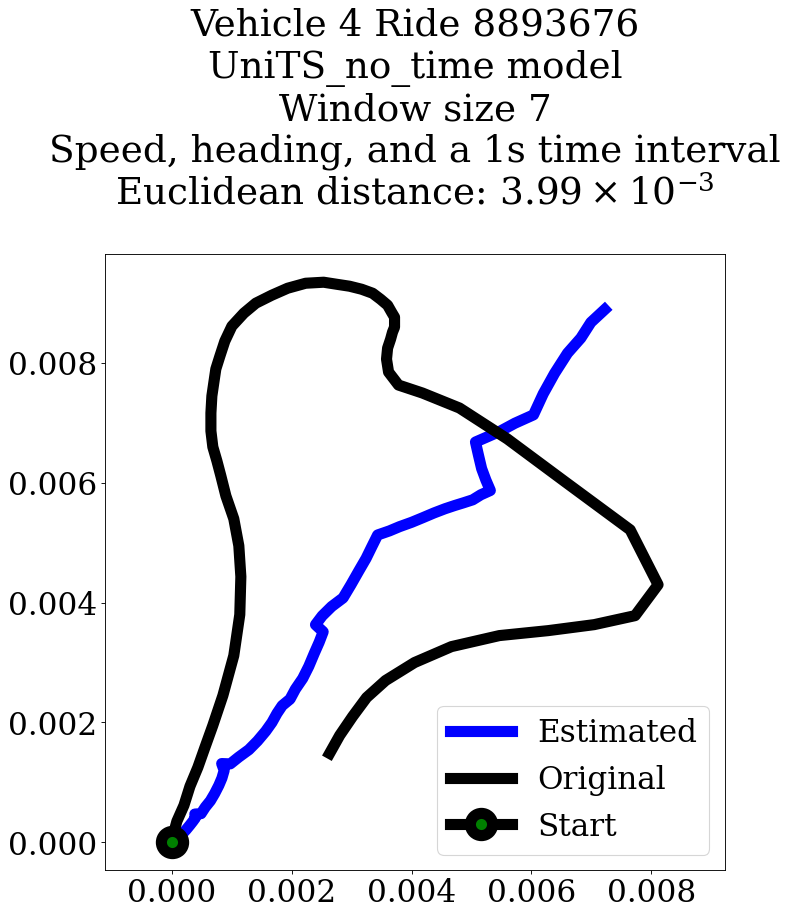 Vehicle 4 Ride 8893676
UniTS_no_time model
Window size 7
Speed, heading, and a 1s time interval
Euclidean distance: 3.99 × 10⁻³
0.008
0.006
0.004
0.002
0.000
Estimated
Original
Start
0.000 0.002 0.004 0.006 0.008